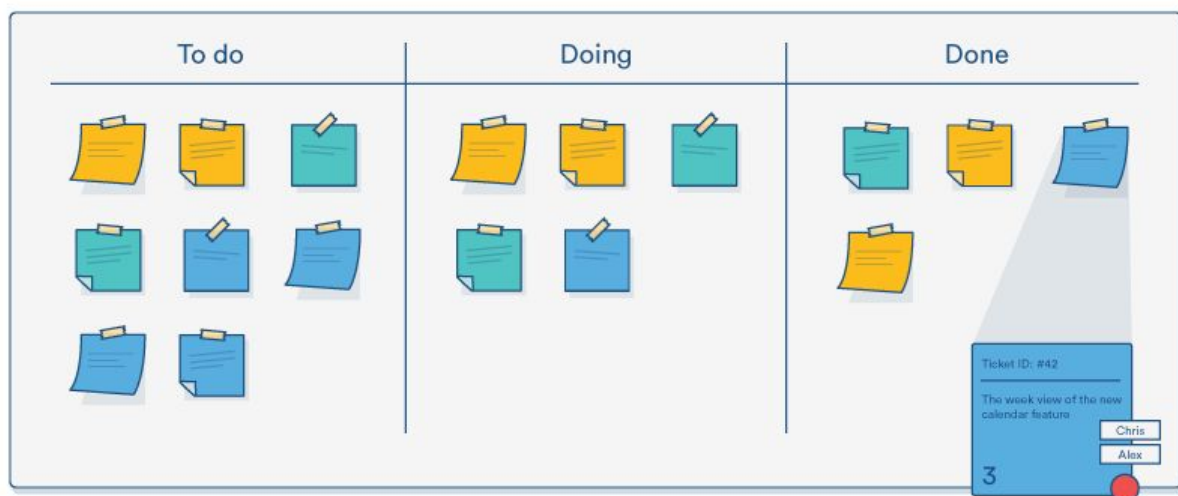 To do
Doing
Done
Ticket ID: #42
The week view of the new
calendar feature
Chris
Alex
3